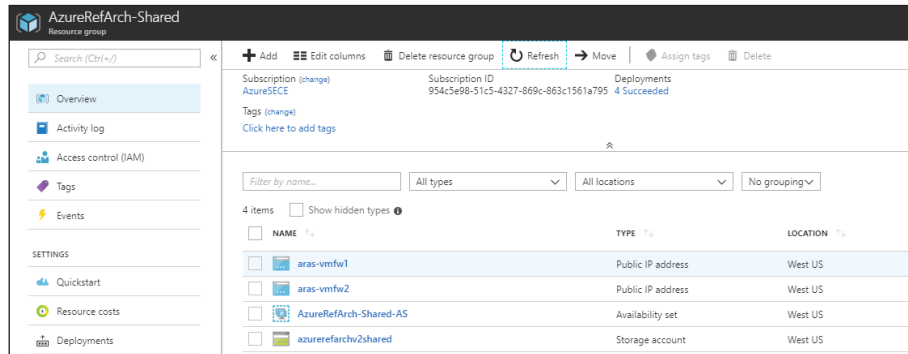 AzureRefArch-Shared
Resource group
Search (Ctrl+/)
«
Overview
Activity log
Access control (IAM)
Tags
Events
SETTINGS
Quickstart
Resource costs
Deployments
Add Edit columns Delete resource group Refresh Move Assign tags Delete
Subscription (change) Subscription ID Deployments
AzureSECE 954c5e98-51c5-4327-869c-863c1561a795 4 Succeeded
Tags (change)
Click here to add tags
Filter by name... All types All locations No grouping
4 items Show hidden types
NAME TYPE LOCATION
aras-vmfw1 Public IP address West US
aras-vmfw2 Public IP address West US
AzureRefArch-Shared-AS Availability set West US
azurerefarchv2shared Storage account West US